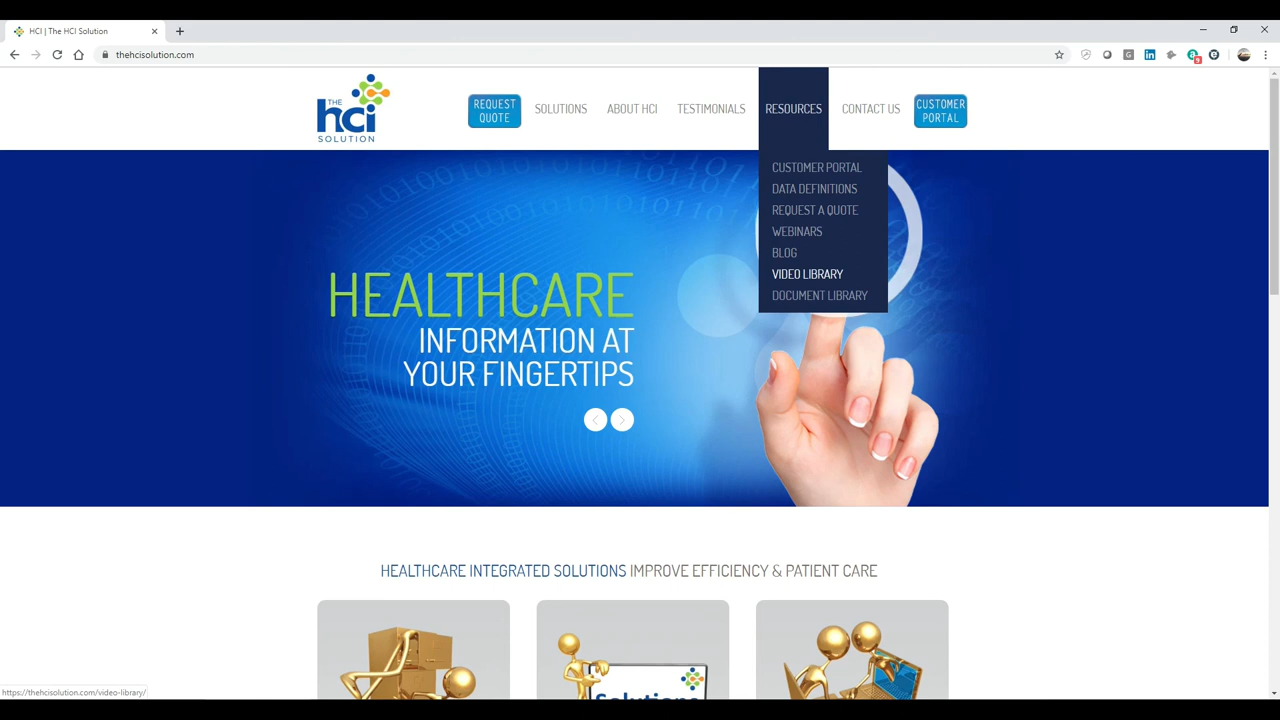 HCI | The HCI Solution
thehcisolution.com
9
THE
hci
SOLUTION
REQUEST
QUOTE
SOLUTIONS
ABOUT HCI
TESTIMONIALS
RESOURCES
CONTACT US
CUSTOMER
PORTAL
CUSTOMER PORTAL
DATA DEFINITIONS
REQUEST A QUOTE
WEBINARS
BLOG
VIDEO LIBRARY
DOCUMENT LIBRARY
HEALTHCARE
INFORMATION AT
YOUR FINGERTIPS
HEALTHCARE INTEGRATED SOLUTIONS IMPROVE EFFICIENCY & PATIENT CARE
Solutions
https://thehcisolution.com/video-library/